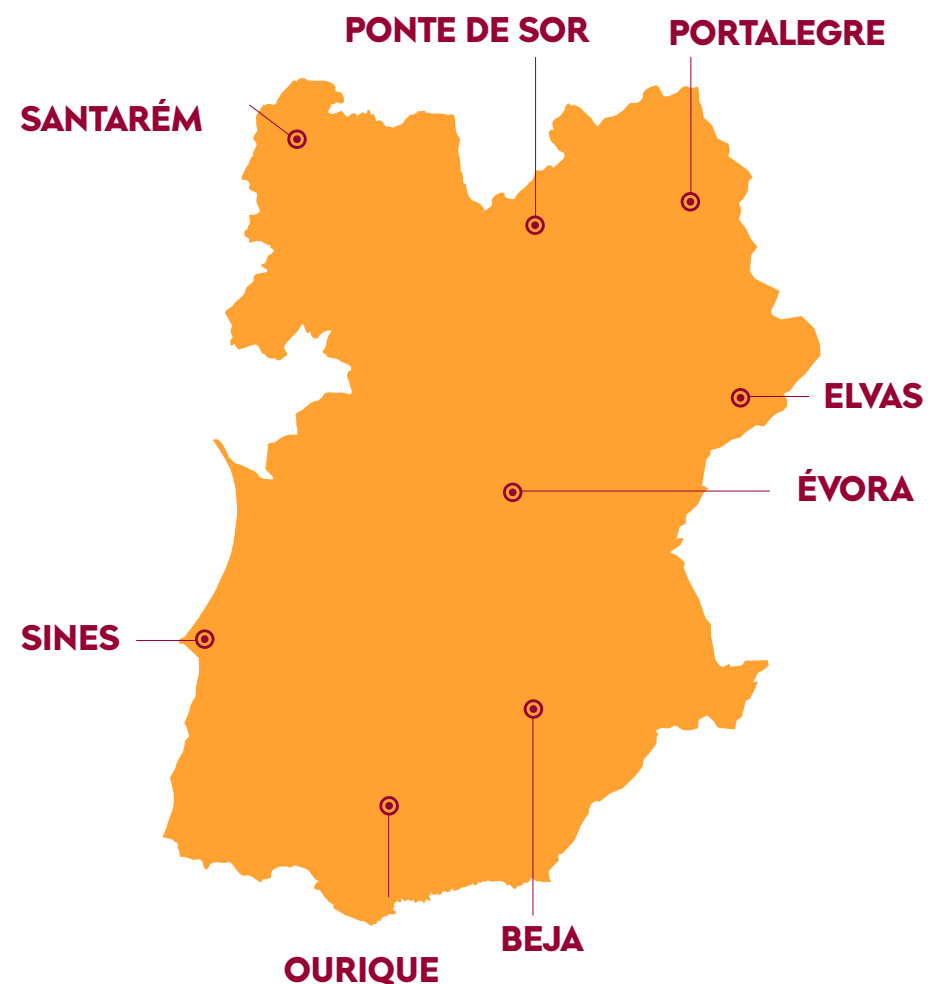 PONTE DE SOR
PORTALEGRE
SANTARÉM
ELVAS
ÉVORA
SINES
BEJA
OURIQUE